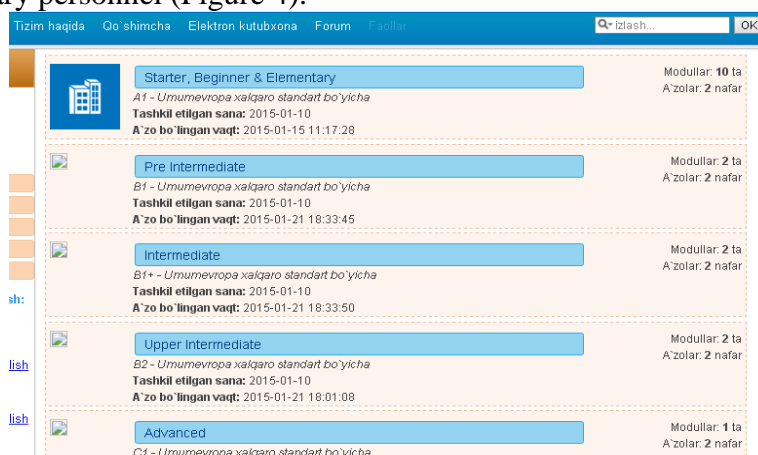 ary personnel (Figure 4).
Tizim haqida Qo`shimcha Elektron kutubxona Forum Faollar
izlash... OK
Starter, Beginner & Elementary
Modullar: 10 ta
A1 - Umumevropa xalqaro standart bo`yicha
A`zolar: 2 nafar
Tashkil etilgan sana: 2015-01-10
A`zo bo`lingan vaqt: 2015-01-15 11:17:28
Pre Intermediate
Modullar: 2 ta
B1 - Umumevropa xalqaro standart bo`yicha
A`zolar: 2 nafar
Tashkil etilgan sana: 2015-01-10
A`zo bo`lingan vaqt: 2015-01-21 18:33:45
Intermediate
Modullar: 2 ta
B1+ - Umumevropa xalqaro standart bo`yicha
A`zolar: 2 nafar
Tashkil etilgan sana: 2015-01-10
A`zo bo`lingan vaqt: 2015-01-21 18:33:50
sh:
Upper Intermediate
Modullar: 2 ta
B2 - Umumevropa xalqaro standart bo`yicha
A`zolar: 2 nafar
lish
Tashkil etilgan sana: 2015-01-10
A`zo bo`lingan vaqt: 2015-01-21 18:01:08
lish
Advanced
Modullar: 1 ta
C1 - Umumevropa xalqaro standart bo`yicha
A`zolar: 2 nafar